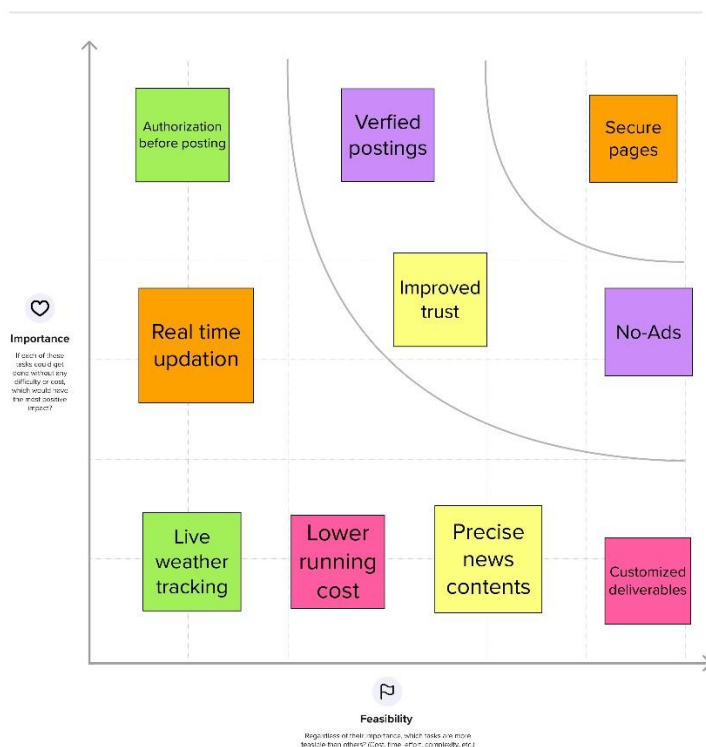 Authorization
before posting
Verfied
postings
Secure
pages
Improved
trust
Real time
updation
No-Ads
Importance
If each of these
tasks could get
done without any
difficulty or cost,
which would have
the most positive
impact?
Live
weather
tracking
Lower
running
cost
Precise
news
contents
Customized
deliverables
Feasibility
Regardless of their importance, which tasks are more
feasible than others? (Cost, time, effort, complexity, etc.)